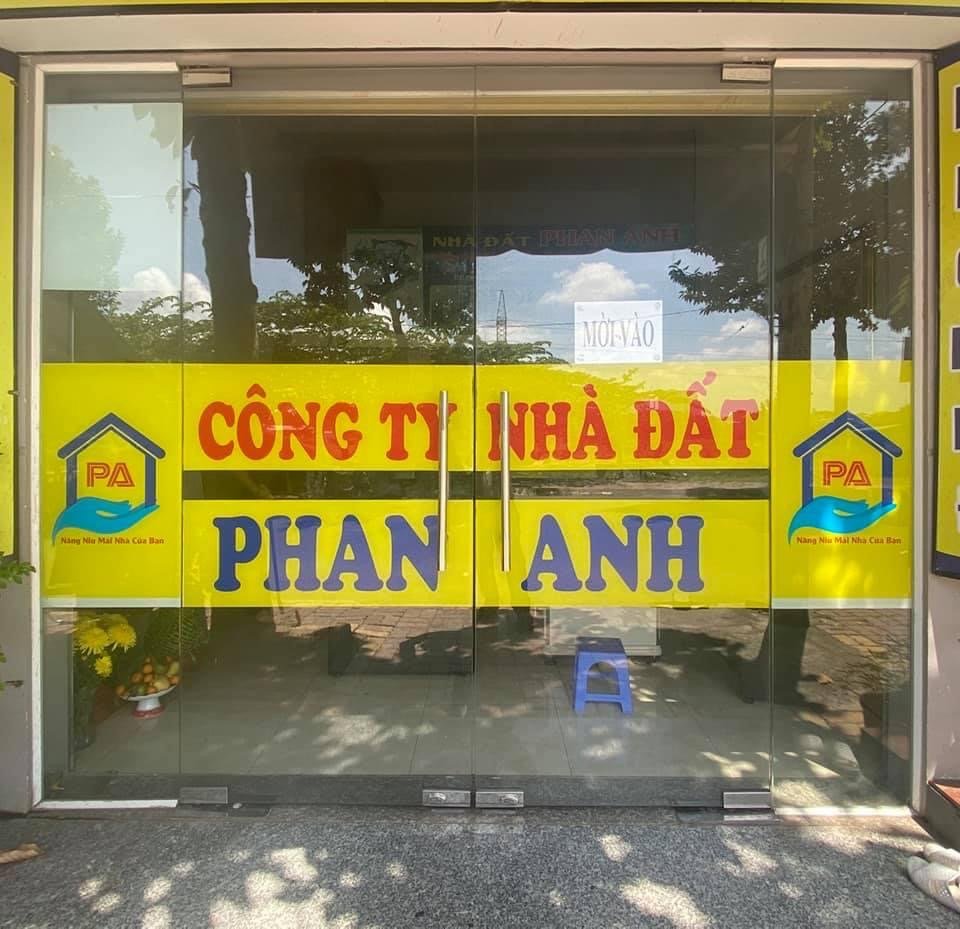 NHÀ ĐẤT PHAN ANH
MỜI VÀO
CÔNG TY NHÀ ĐẤT
PHAN ANH
PA
Nâng Niu Mái Nhà Của Bạn
PA
Nâng Niu Mái Nhà Của Bạn